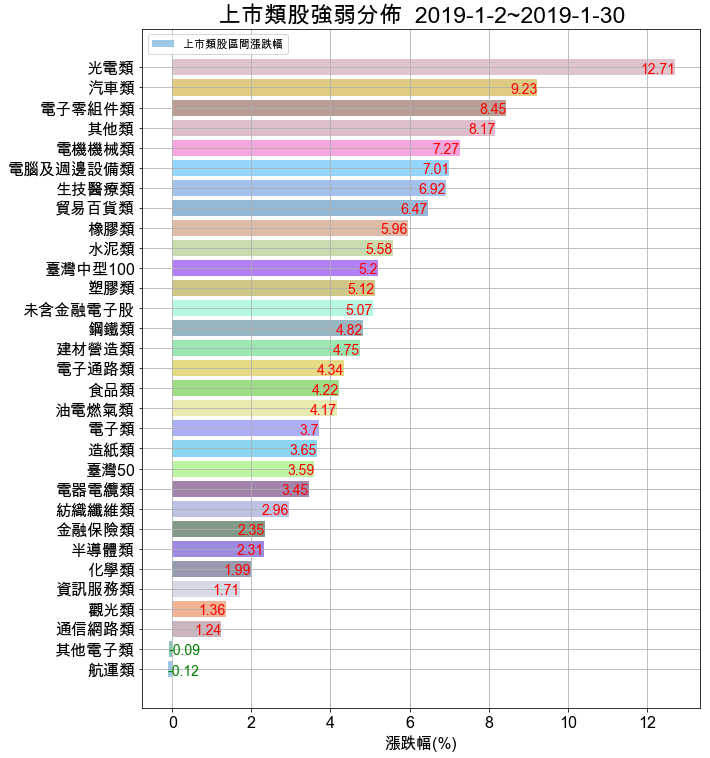 上市類股強弱分佈 2019-1-2~2019-1-30
上市類股區間漲跌幅
光電類 12.71
汽車類 9.23
電子零組件類 8.45
其他類 8.17
電機機械類 7.27
電腦及週邊設備類 7.01
生技醫療類 6.92
貿易百貨類 6.47
橡膠類 5.96
水泥類 5.58
臺灣中型100 5.2
塑膠類 5.12
未含金融電子股 5.07
鋼鐵類 4.82
建材營造類 4.75
電子通路類 4.34
食品類 4.22
油電燃氣類 4.17
電子類 3.7
造紙類 3.65
臺灣50 3.59
電器電纜類 3.45
紡織纖維類 2.96
金融保險類 2.35
半導體類 2.31
化學類 1.99
資訊服務類 1.71
觀光類 1.36
通信網路類 1.24
其他電子類 -0.09
航運類 -0.12
0 2 4 6 8 10 12
漲跌幅(%)